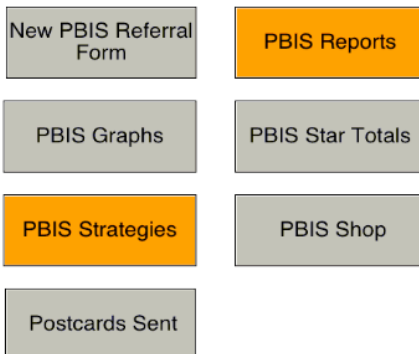 New PBIS Referral
Form
PBIS Reports
PBIS Graphs
PBIS Star Totals
PBIS Strategies
PBIS Shop
Postcards Sent